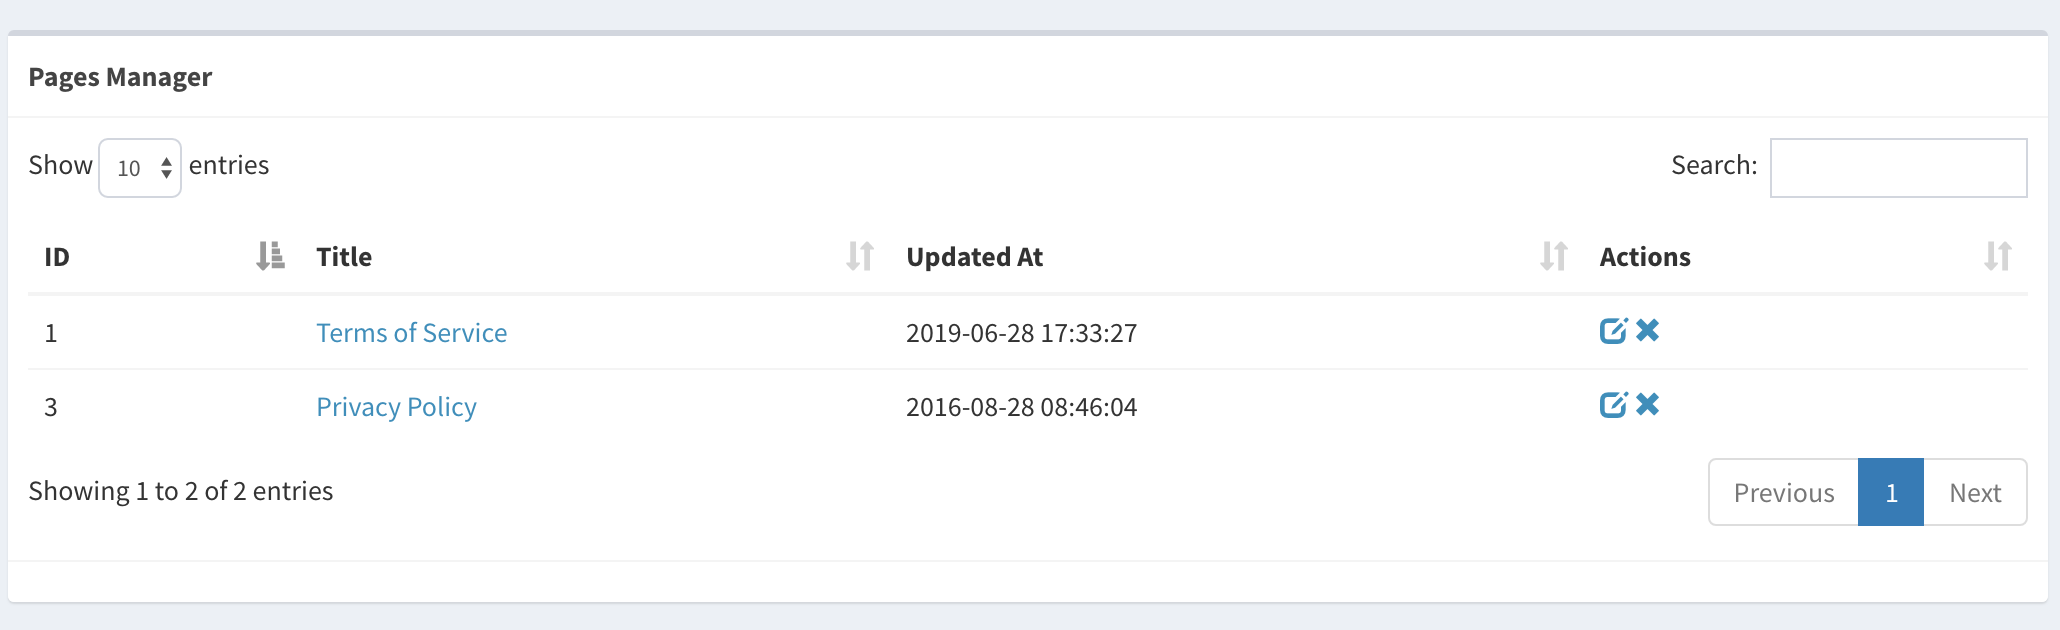 Pages Manager
Show 10 entries Search:
ID Title Updated At Actions
1 Terms of Service 2019-06-28 17:33:27
3 Privacy Policy 2016-08-28 08:46:04
Showing 1 to 2 of 2 entries Previous 1 Next